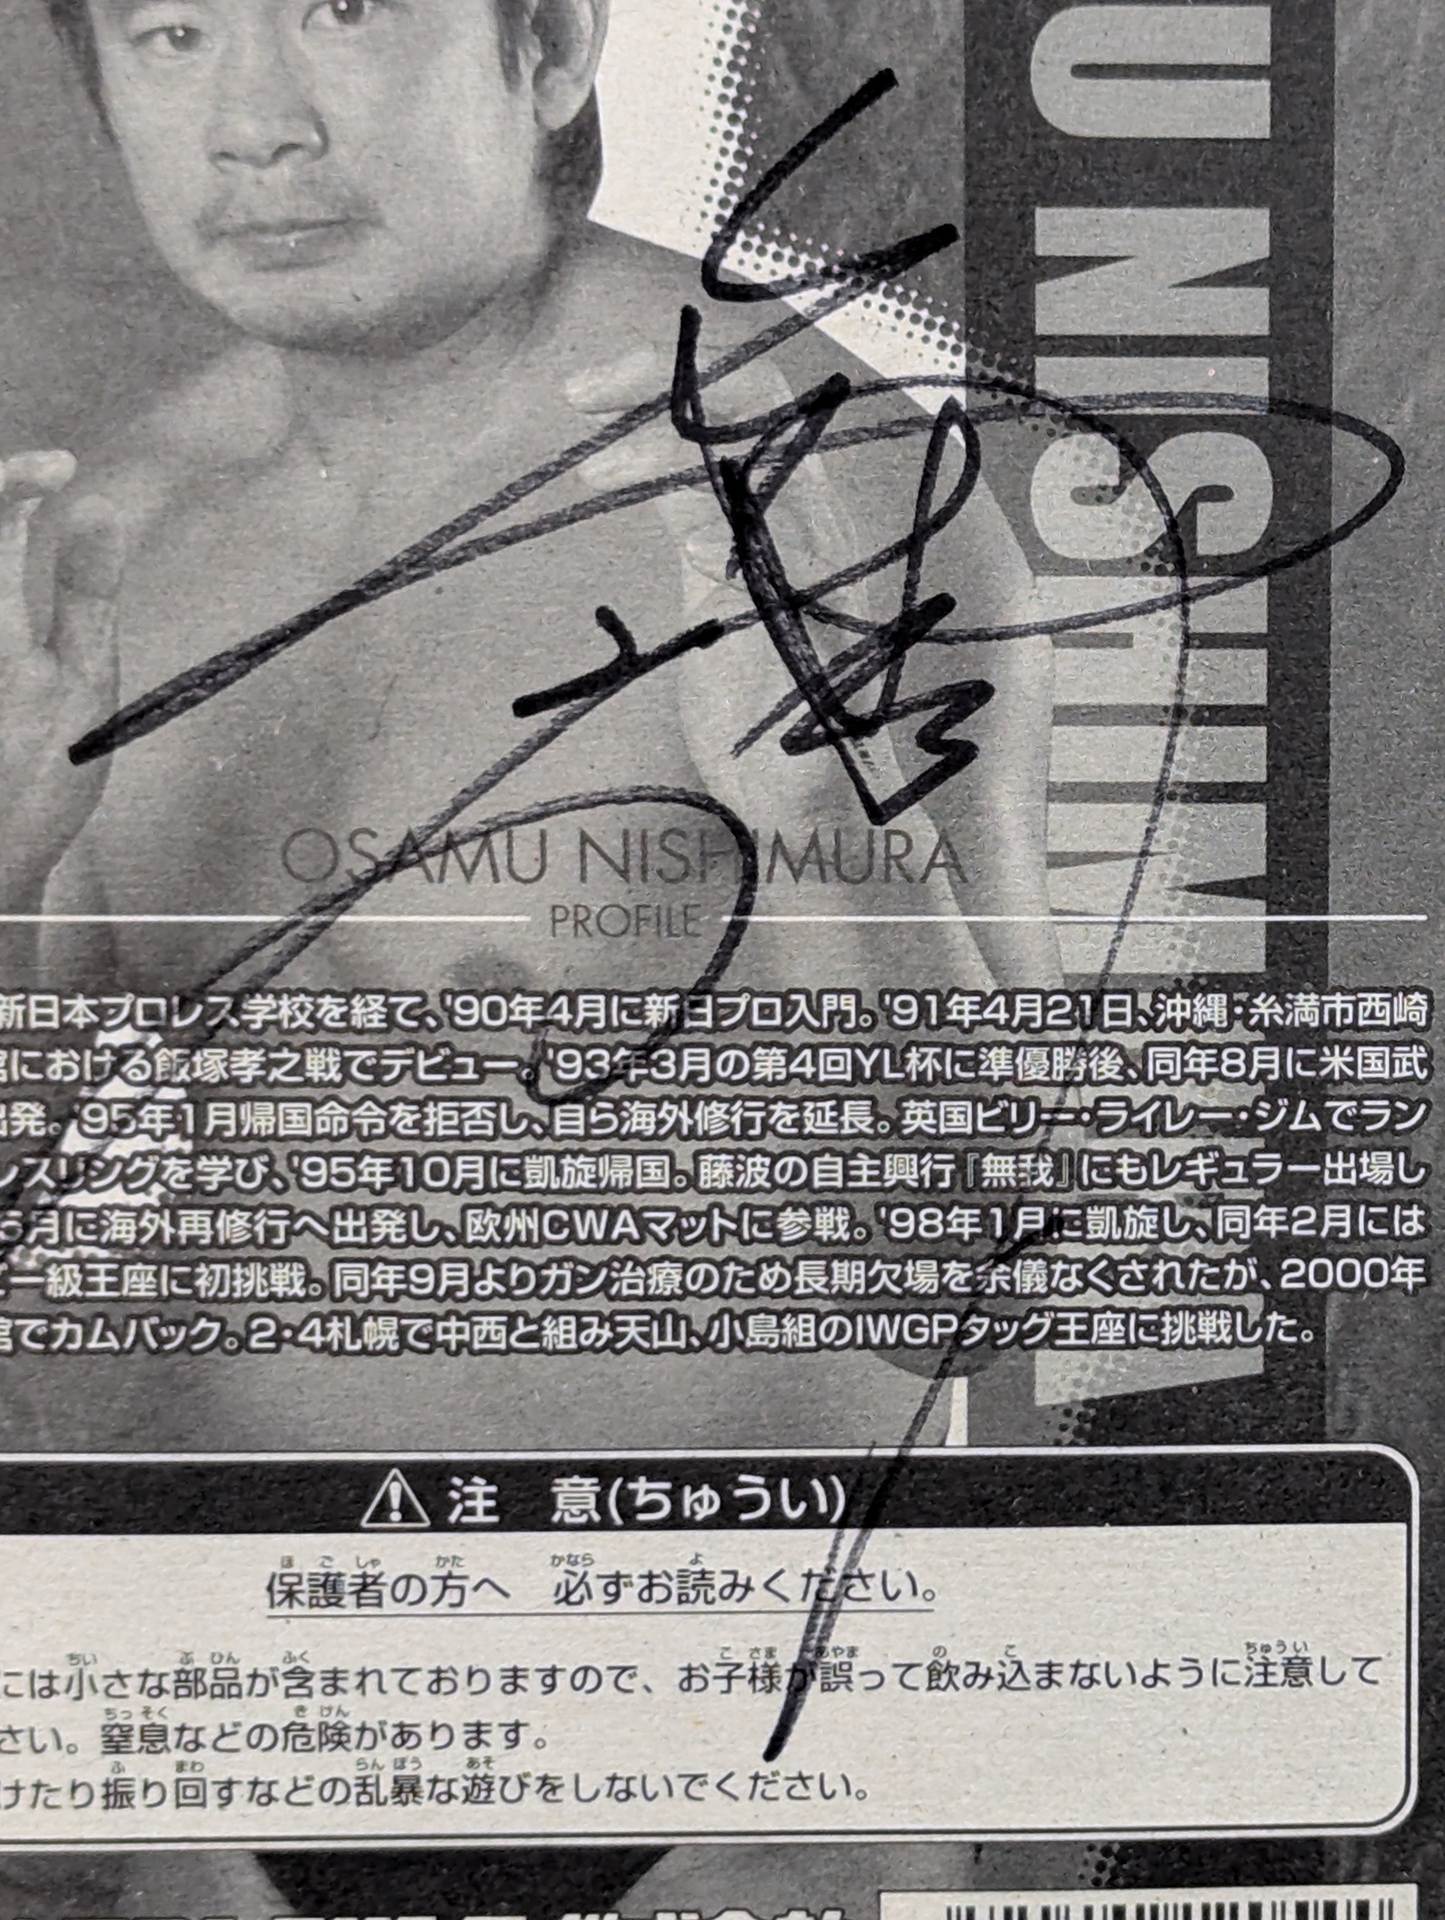 OSAMU NISHIMURA
PROFILE
新日本プロレス学校を経て、'90年4月に新日プロ入門。'91年4月21日、沖縄・糸満市西崎
における飯塚孝之戦でデビュー。'93年3月の第4回YL杯に準優勝後、同年8月に米国武
発。'95年1月帰国命令を拒否し、自ら海外修行を延長。英国ビリー・ライレー・ジムでラン
レスリングを学び、'95年10月に凱旋帰国。藤波の自主興行『無我』にもレギュラー出場し
5月に海外再修行へ出発し、欧州CWAマットに参戦。'98年1月に凱旋し、同年2月には
一級王座に初挑戦。同年9月よりガン治療のため長期欠場を余儀なくされたが、2000年
でカムバック。2・4札幌で中西と組み天山、小島組のIWGPタッグ王座に挑戦した。
注 意(ちゅうい)
保護者の方へ 必ずお読みください。
には小さな部品が含まれておりますので、お子様が誤って飲み込まないように注意して
さい。窒息などの危険があります。
けたり振り回すなどの乱暴な遊びをしないでください。